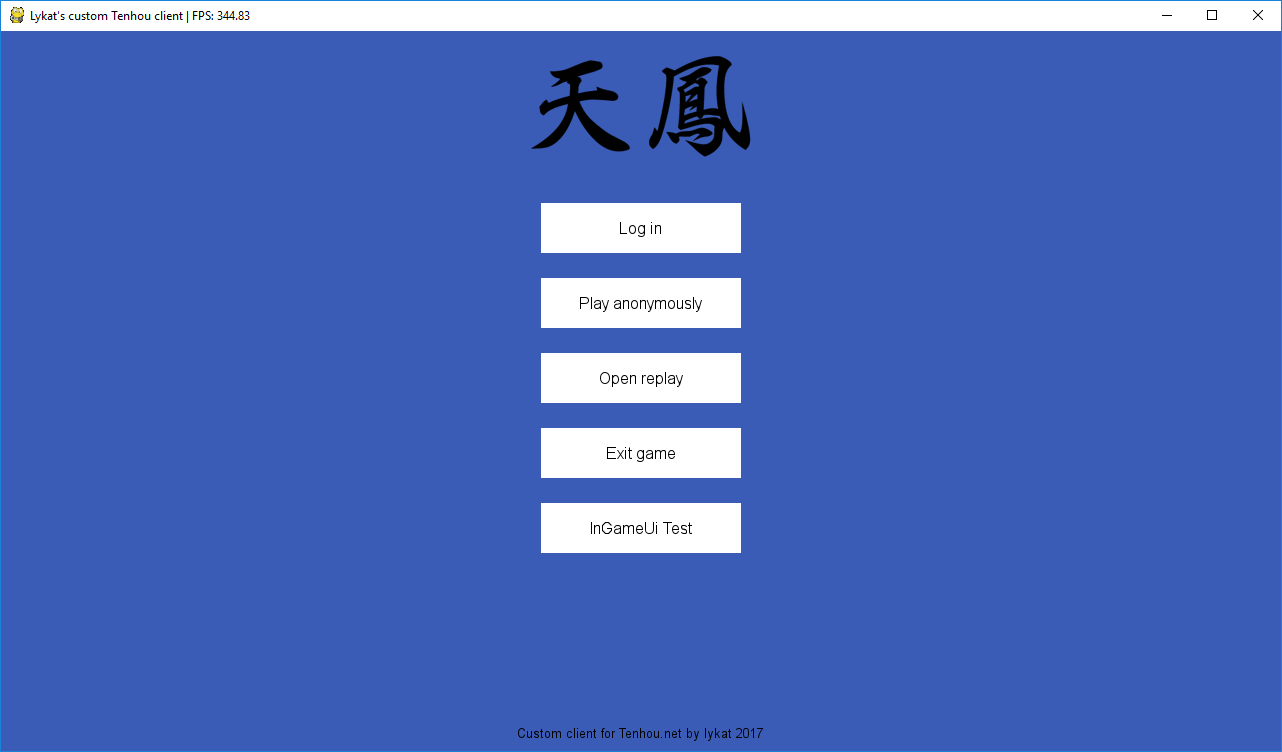 Lykat's custom Tenhou client | FPS: 344.83
天鳳
Log in
Play anonymously
Open replay
Exit game
InGameUi Test
Custom client for Tenhou.net by lykat 2017